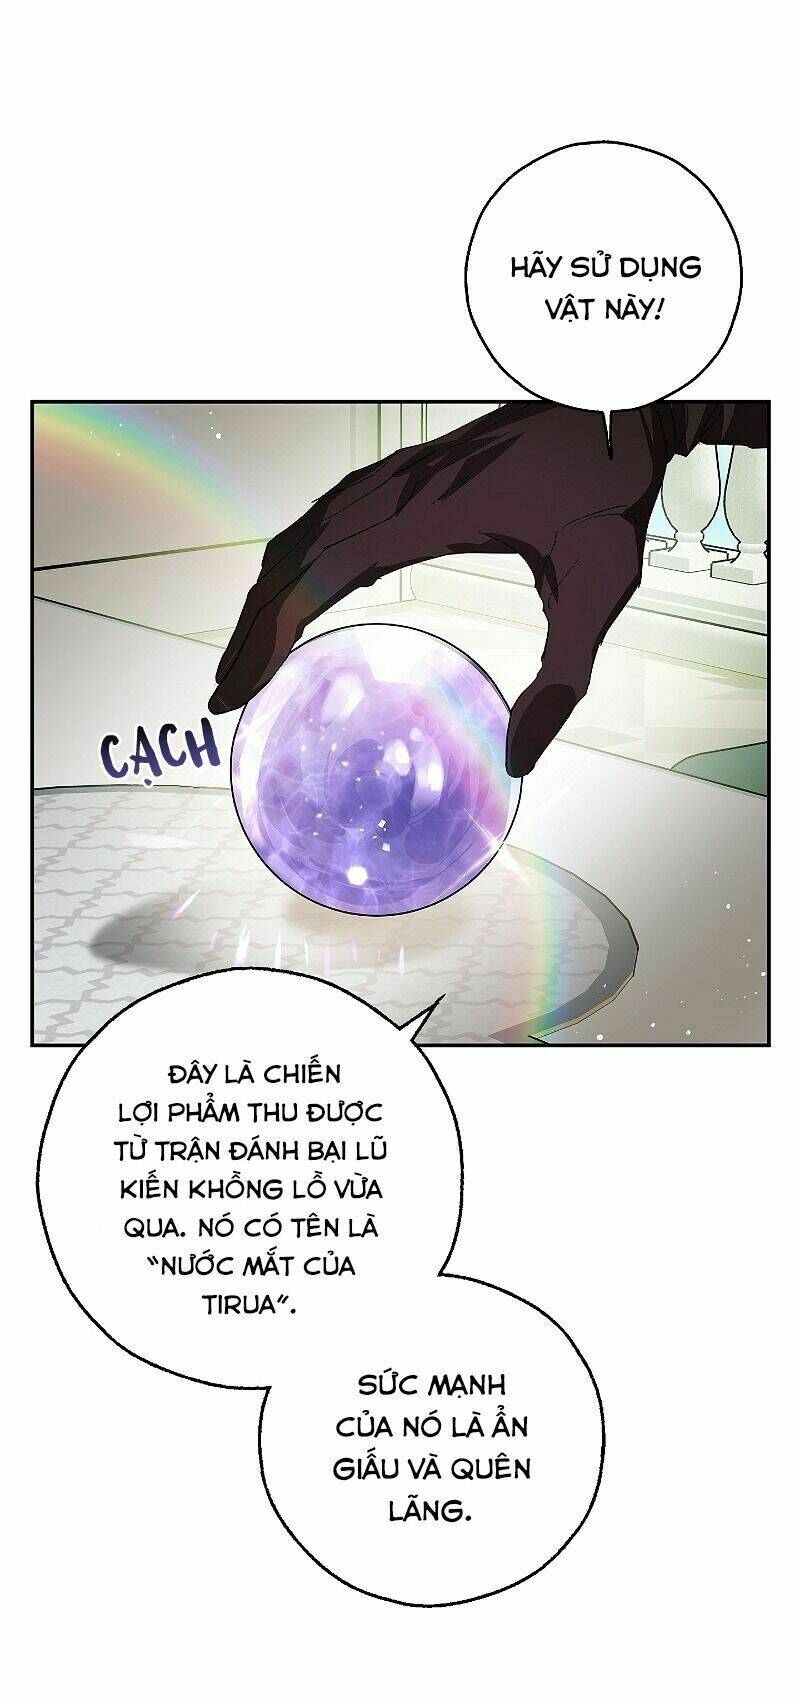 HÃY SỬ DỤNG
VẬT NÀY!
CẠCH
ĐÂY LÀ CHIẾN
LỢI PHẨM THU ĐƯỢC
TỪ TRẬN ĐÁNH BẠI LŨ
KIẾN KHỔNG LỒ VỪA
QUA. NÓ CÓ TÊN LÀ
"NƯỚC MẮT CỦA
TIRUA".
SỨC MẠNH
CỦA NÓ LÀ ẨN
GIẤU VÀ QUÊN
LÃNG.